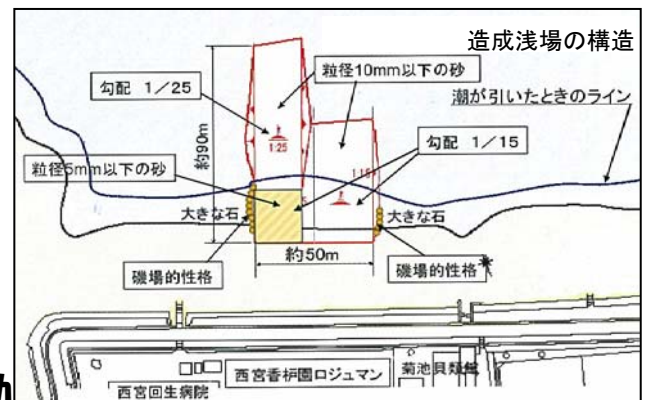 造成浅場の構造
粒径10mm以下の砂
勾配 1/25
潮が引いたときのライン
約90m
勾配 1/15
1:25
粒径5mm以下の砂
大きな石
大きな石
約50m
磯場的性格
磯場的性格
西宮香枦園ロジュマン
菊池貝類館
西宮回生病院